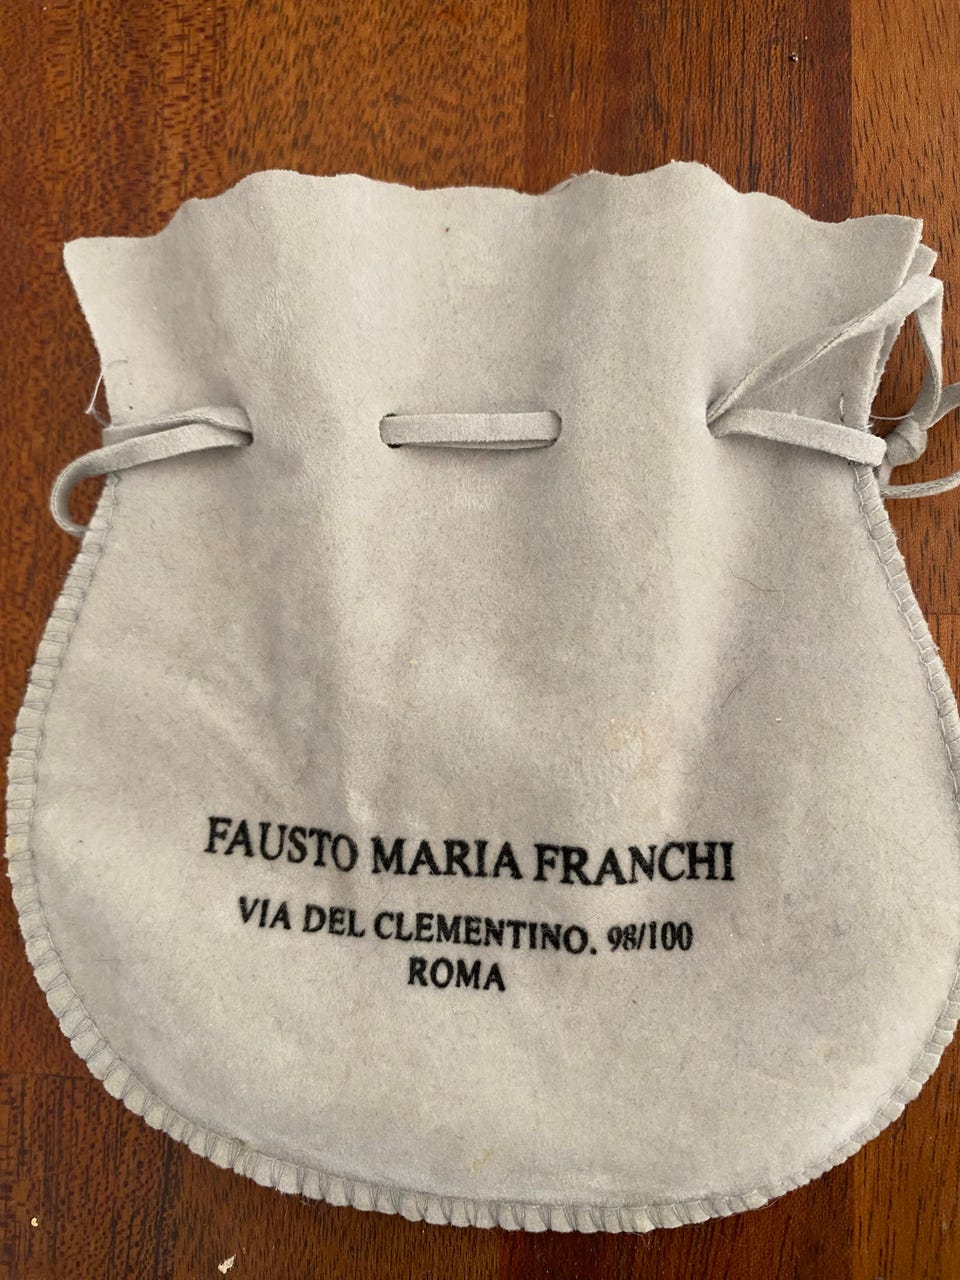 FAUSTO MARIA FRANCHI
VIA DEL CLEMENTINO. 98/100
ROMA